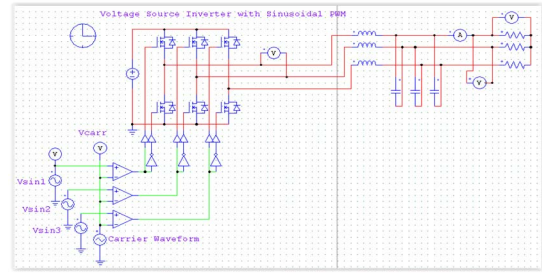 Voltage Source Inverter with Sinusoidal PWM
V
V
A
V
Vcarr
V
V
Vsin1
Vsin2
Vsin3
Carrier Waveform